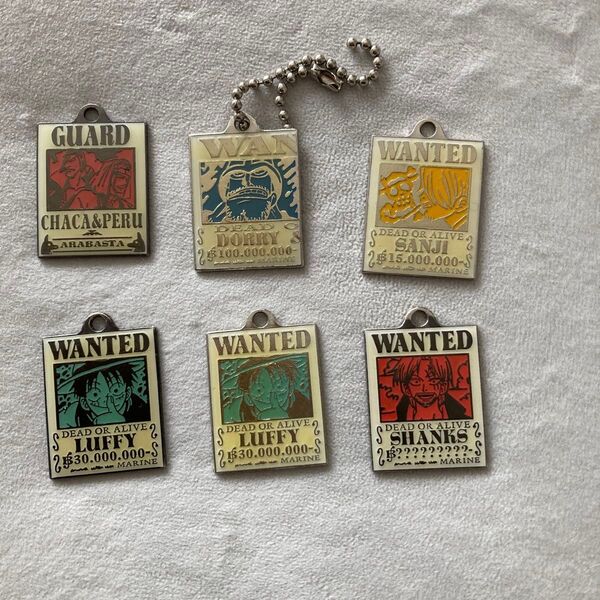 GUARD
CHACA&PERU
ARABASTA
WAN
DEAD O
DORRY &
฿100.000.000-
MARINE
WANTED
DEAD OR ALIVE
SANJI
฿15.000.000-
MARINE
WANTED
DEAD OR ALIVE
LUFFY
฿30.000.000-
MARINE
WANTED
DEAD OR ALIVE
LUFFY
฿30.000.000-
MARINE
WANTED
DEAD OR ALIVE
SHANKS
฿?????????-
MARINE